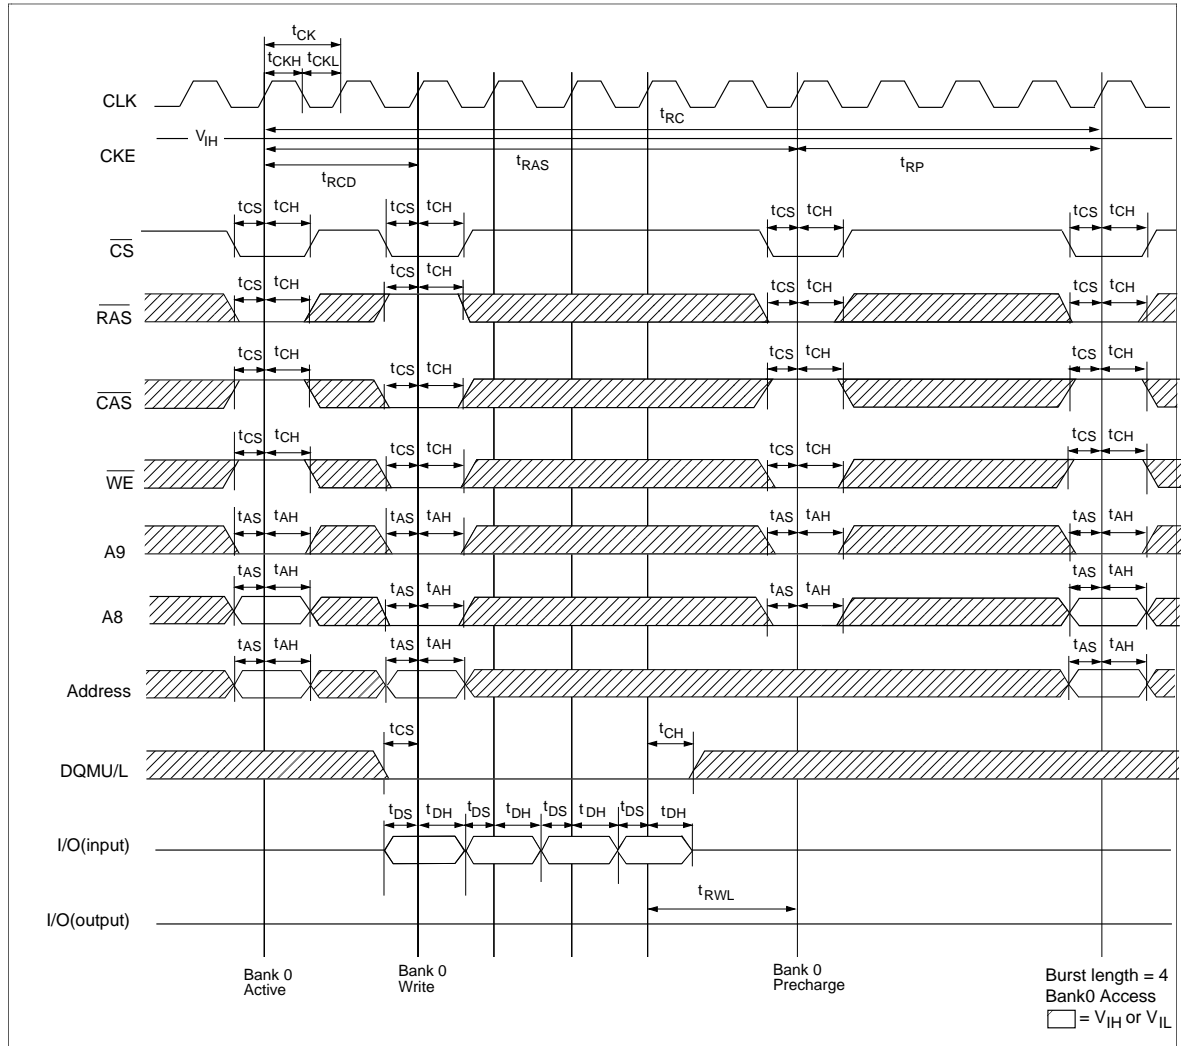 tCK
tCKH tCKL
CLK
tRC
VIH
CKE
tRAS tRP
tRCD
tCS tCH tCS tCH tCS tCH tCS tCH
CS
tCS tCH tCS tCH tCS tCH tCS tCH
RAS
tCS tCH tCS tCH tCS tCH tCS tCH
CAS
tCS tCH tCS tCH tCS tCH tCS tCH
WE
tAS tAH tAS tAH tAS tAH tAS tAH
A9
tAS tAH tAS tAH tAS tAH tAS tAH
A8
tAS tAH tAS tAH tAS tAH
Address
tCS tCH
DQMU/L
tDS tDH tDS tDH tDS tDH tDS tDH
I/O(input)
tRWL
I/O(output)
Bank 0
Active
Bank 0
Write
Bank 0
Precharge
Burst length = 4
Bank0 Access
= VIH or VIL